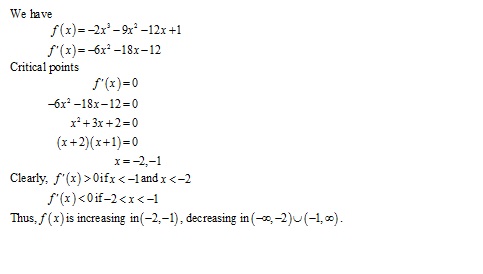 We have
f(x)=-2x³-9x²-12x+1
f'(x)=-6x²-18x-12
Critical points
f'(x)=0
-6x²-18x-12=0
x²+3x+2=0
(x+2)(x+1)=0
x=-2,-1
Clearly, f'(x)>0 if x<-1 and x<-2
f'(x)<0 if -2<x<-1
Thus, f(x) is increasing in (-2,-1), decreasing in (-∞,-2)∪(-1,∞).